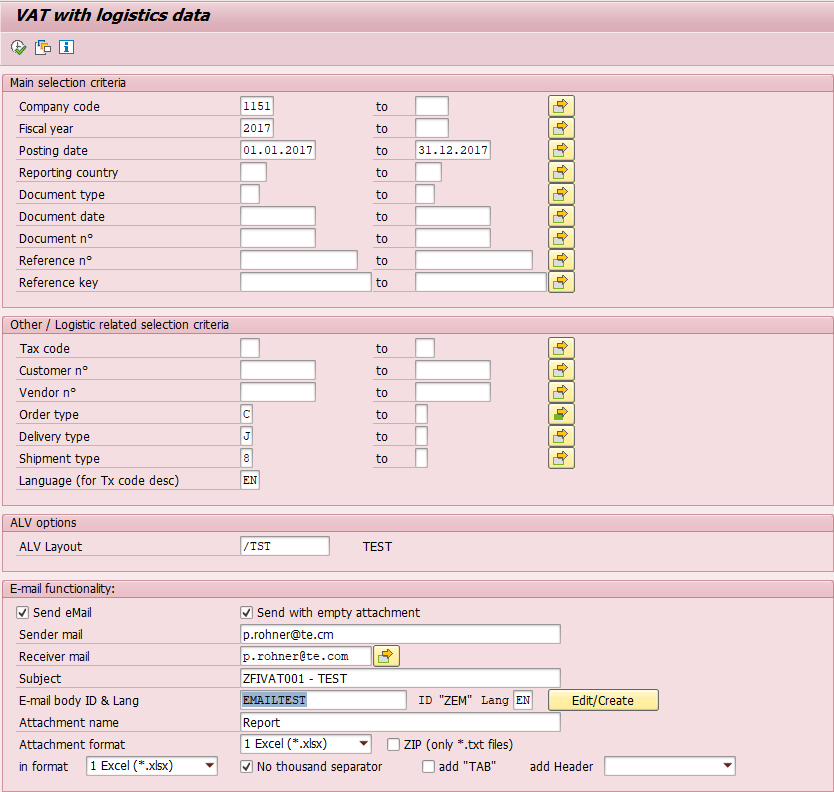 VAT with logistics data
Main selection criteria
Company code 1151 to
Fiscal year 2017 to
Posting date 01.01.2017 to 31.12.2017
Reporting country to
Document type to
Document date to
Document n° to
Reference n° to
Reference key to
Other / Logistic related selection criteria
Tax code to
Customer n° to
Vendor n° to
Order type C to
Delivery type J to
Shipment type 8 to
Language (for Tx code desc) EN
ALV options
ALV Layout /TST TEST
E-mail functionality:
Send eMail Send with empty attachment
Sender mail p.rohner@te.cm
Receiver mail p.rohner@te.com
Subject ZFIVAT001 - TEST
E-mail body ID & Lang EMAILTEST ID "ZEM" Lang EN Edit/Create
Attachment name Report
Attachment format 1 Excel (*.xlsx) ZIP (only *.txt files)
in format 1 Excel (*.xlsx) No thousand separator add "TAB" add Header